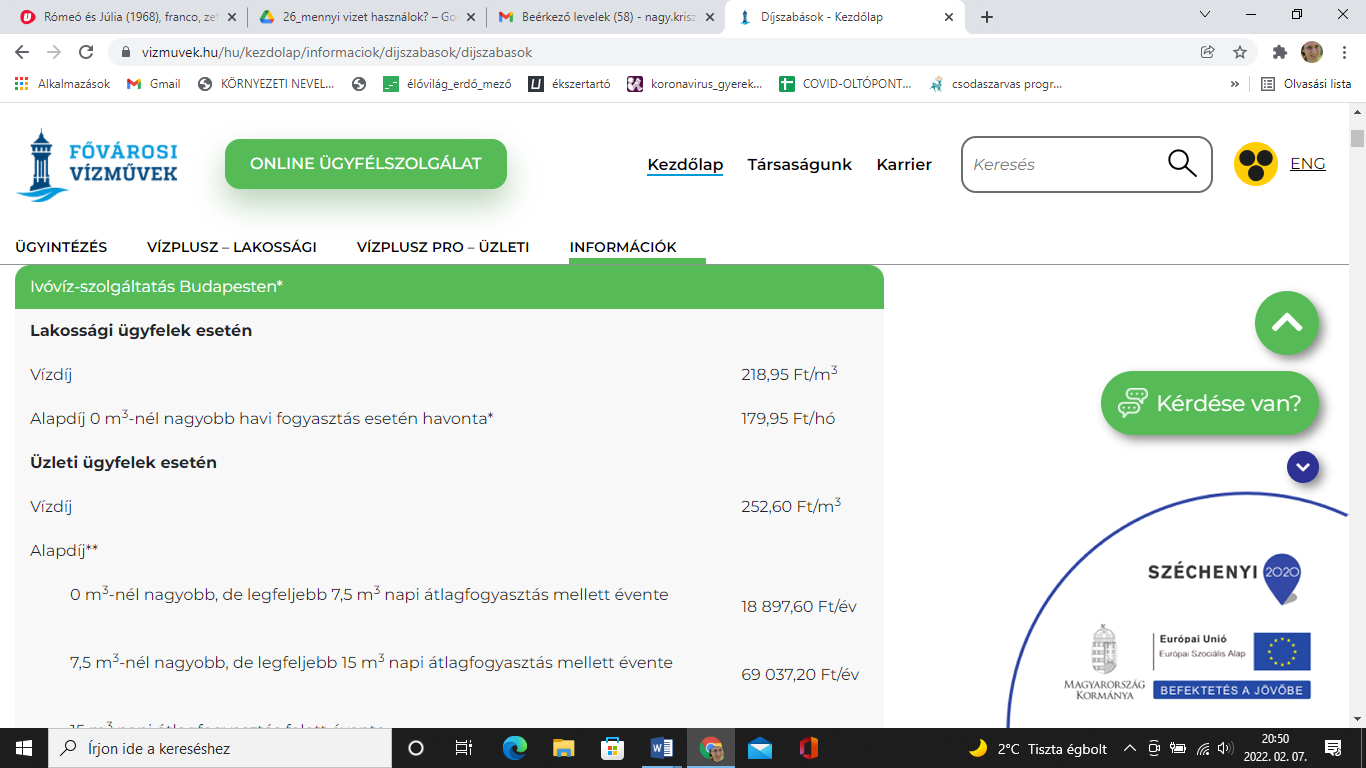 Rómeó és Júlia (1968), franco, zef
26_mennyi vizet használok? – Go
Beérkező levelek (58) - nagy.krisz
Díjszabások - Kezdőlap
vizmuvek.hu/hu/kezdolap/informaciok/dijszabasok/dijszabasok
Alkalmazások
Gmail
KÖRNYEZETI NEVEL...
élővilág_erdő_mező
ékszertartó
koronavirus_gyerek...
COVID-OLTÓPONT...
csodaszarvas progr...
»
Olvasási lista
FŐVÁROSI
VÍZMŰVEK
ONLINE ÜGYFÉLSZOLGÁLAT
Kezdőlap
Társaságunk
Karrier
Keresés
ENG
ÜGYINTÉZÉS
VÍZPLUSZ – LAKOSSÁGI
VÍZPLUSZ PRO – ÜZLETI
INFORMÁCIÓK
Ivóvíz-szolgáltatás Budapesten*
Lakossági ügyfelek esetén
Vízdíj 218,95 Ft/m³
Alapdíj 0 m³-nél nagyobb havi fogyasztás esetén havonta* 179,95 Ft/hó
Üzleti ügyfelek esetén
Vízdíj 252,60 Ft/m³
Alapdíj**
0 m³-nél nagyobb, de legfeljebb 7,5 m³ napi átlagfogyasztás mellett évente 18 897,60 Ft/év
7,5 m³-nél nagyobb, de legfeljebb 15 m³ napi átlagfogyasztás mellett évente 69 037,20 Ft/év
15 m³ napi átlagfogyasztás felett évente
Kérdése van?
SZÉCHENYI 2020
MAGYARORSZÁG
KORMÁNYA
Európai Unió
Európai Szociális Alap
BEFEKTETÉS A JÖVŐBE
Írjon ide a kereséshez
2°C Tiszta égbolt
20:50
2022. 02. 07.